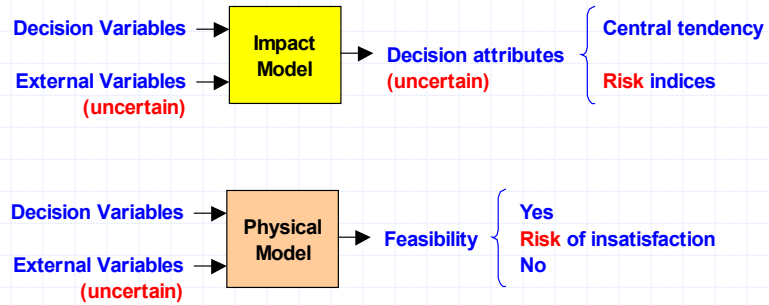 Decision Variables
Impact
Model
Central tendency
Decision attributes
(uncertain)
External Variables
(uncertain)
Risk indices
Decision Variables
Physical
Model
Feasibility
Yes
Risk of insatisfaction
No
External Variables
(uncertain)